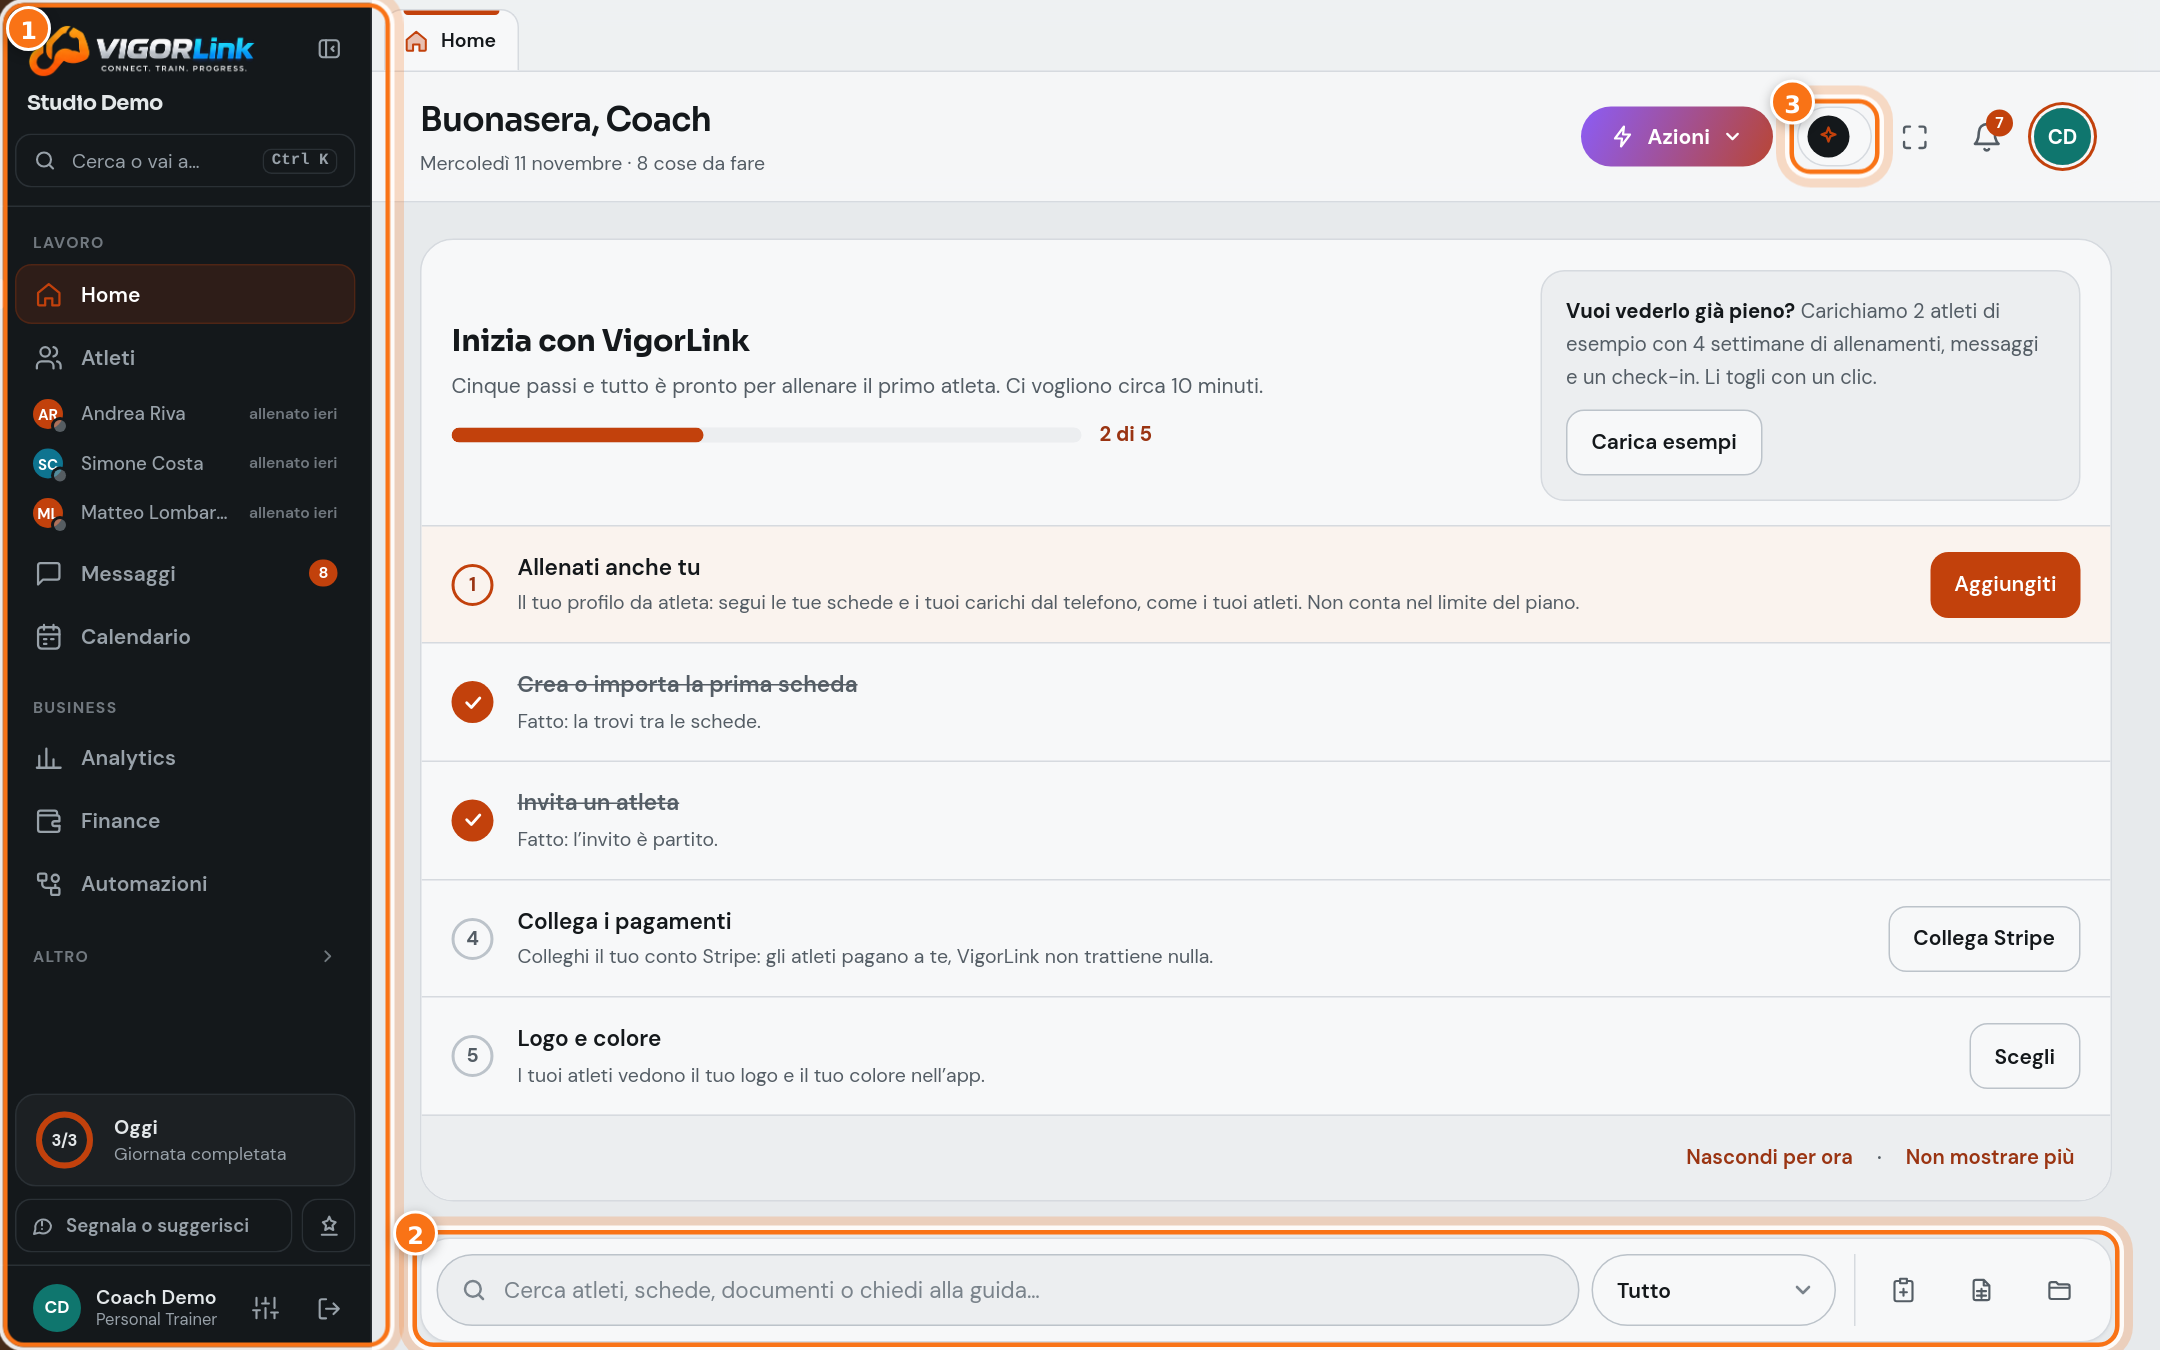 1
VIGORLink
CONNECT. TRAIN. PROGRESS.
Studio Demo
Cerca o vai a...
Ctrl K
LAVORO
Home
Atleti
AR Andrea Riva allenato ieri
SC Simone Costa allenato ieri
ML Matteo Lombar... allenato ieri
Messaggi 8
Calendario
BUSINESS
Analytics
Finance
Automazioni
ALTRO
3/3
Oggi
Giornata completata
Segnala o suggerisci
CD
Coach Demo
Personal Trainer
Home
Buonasera, Coach
Mercoledì 11 novembre · 8 cose da fare
Azioni
3
7
CD
Inizia con VigorLink
Cinque passi e tutto è pronto per allenare il primo atleta. Ci vogliono circa 10 minuti.
2 di 5
Vuoi vederlo già pieno? Carichiamo 2 atleti di
esempio con 4 settimane di allenamenti, messaggi
e un check-in. Li togli con un clic.
Carica esempi
1
Allenati anche tu
Il tuo profilo da atleta: segui le tue schede e i tuoi carichi dal telefono, come i tuoi atleti. Non conta nel limite del piano.
Aggiungiti
Crea o importa la prima scheda
Fatto: la trovi tra le schede.
Invita un atleta
Fatto: l’invito è partito.
4
Collega i pagamenti
Colleghi il tuo conto Stripe: gli atleti pagano a te, VigorLink non trattiene nulla.
Collega Stripe
5
Logo e colore
I tuoi atleti vedono il tuo logo e il tuo colore nell’app.
Scegli
Nascondi per ora · Non mostrare più
2
Cerca atleti, schede, documenti o chiedi alla guida...
Tutto